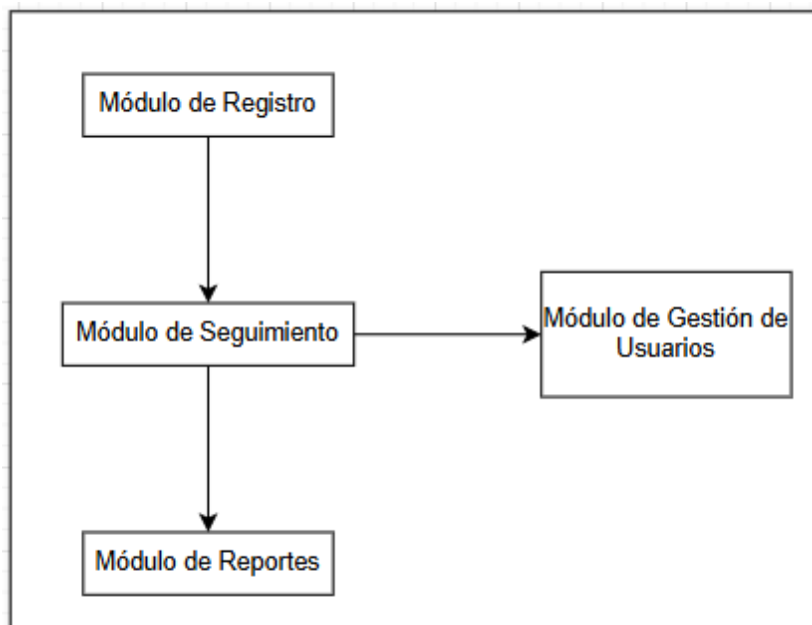 Módulo de Registro
Módulo de Seguimiento
Módulo de Gestión de
Usuarios
Módulo de Reportes